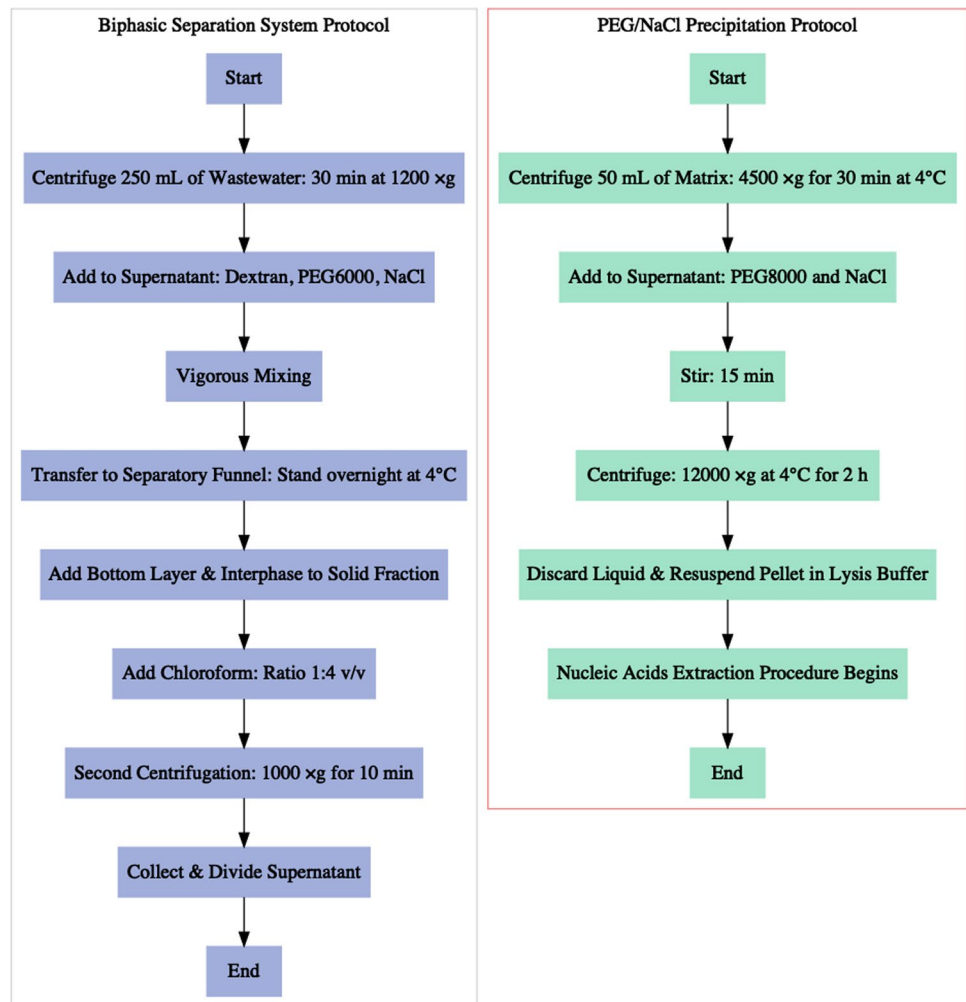 Biphasic Separation System Protocol
Start
Centrifuge 250 mL of Wastewater: 30 min at 1200 ×g
Add to Supernatant: Dextran, PEG6000, NaCl
Vigorous Mixing
Transfer to Separatory Funnel: Stand overnight at 4°C
Add Bottom Layer & Interphase to Solid Fraction
Add Chloroform: Ratio 1:4 v/v
Second Centrifugation: 1000 ×g for 10 min
Collect & Divide Supernatant
End
PEG/NaCl Precipitation Protocol
Start
Centrifuge 50 mL of Matrix: 4500 ×g for 30 min at 4°C
Add to Supernatant: PEG8000 and NaCl
Stir: 15 min
Centrifuge: 12000 ×g at 4°C for 2 h
Discard Liquid & Resuspend Pellet in Lysis Buffer
Nucleic Acids Extraction Procedure Begins
End